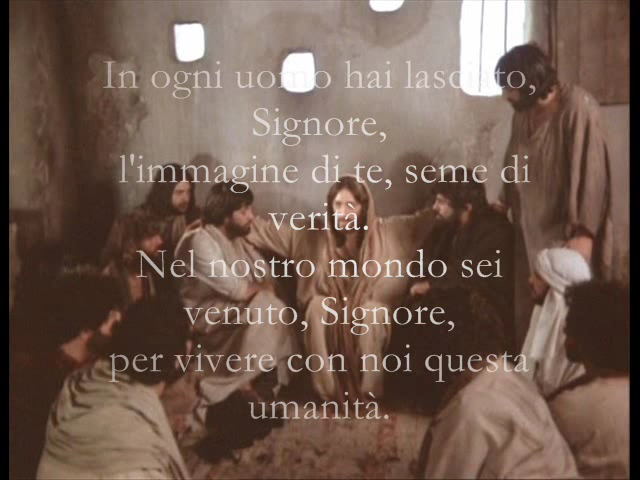 In ogni uomo hai lasciato,
Signore,
l'immagine di te, seme di
verità.
Nel nostro mondo sei
venuto, Signore,
per vivere con noi questa
umanità.